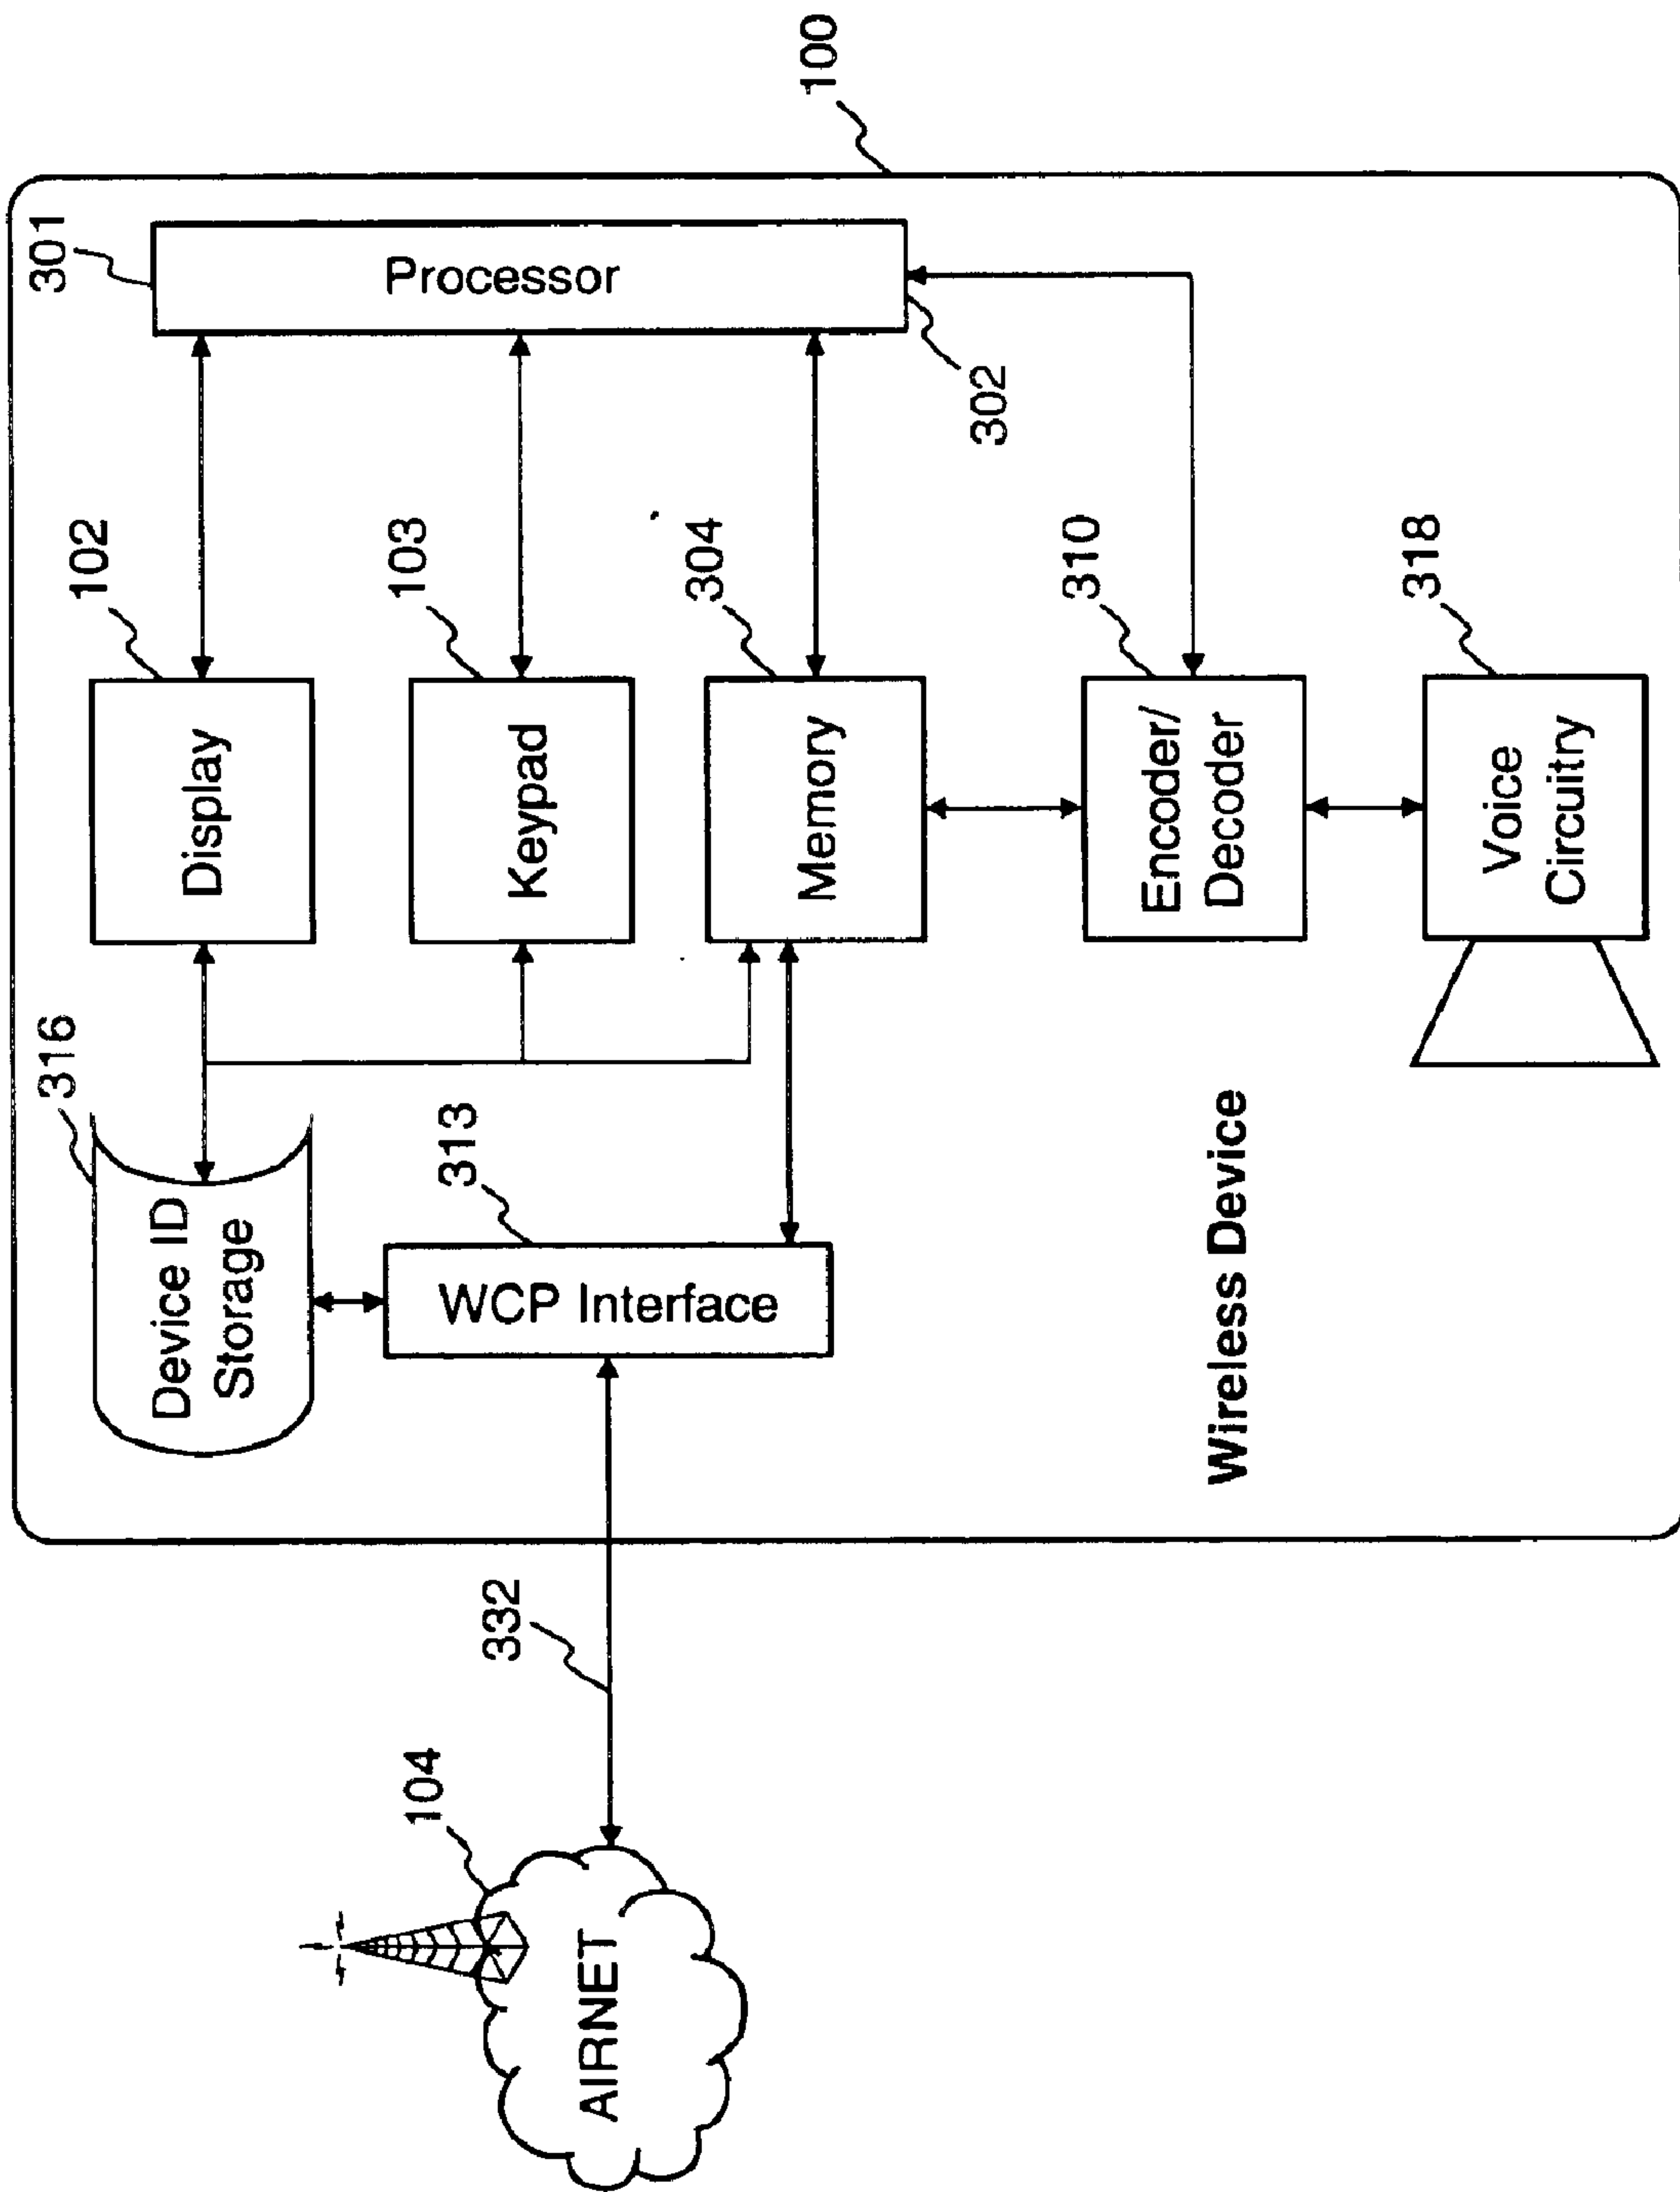 100
301
Processor
302
102
103
304
310
318
Display
Keypad
Memory
Encoder/
Decoder
Voice
Circuitry
316
313
Device ID
Storage
WCP Interface
Wireless Device
332
104
AIRNET